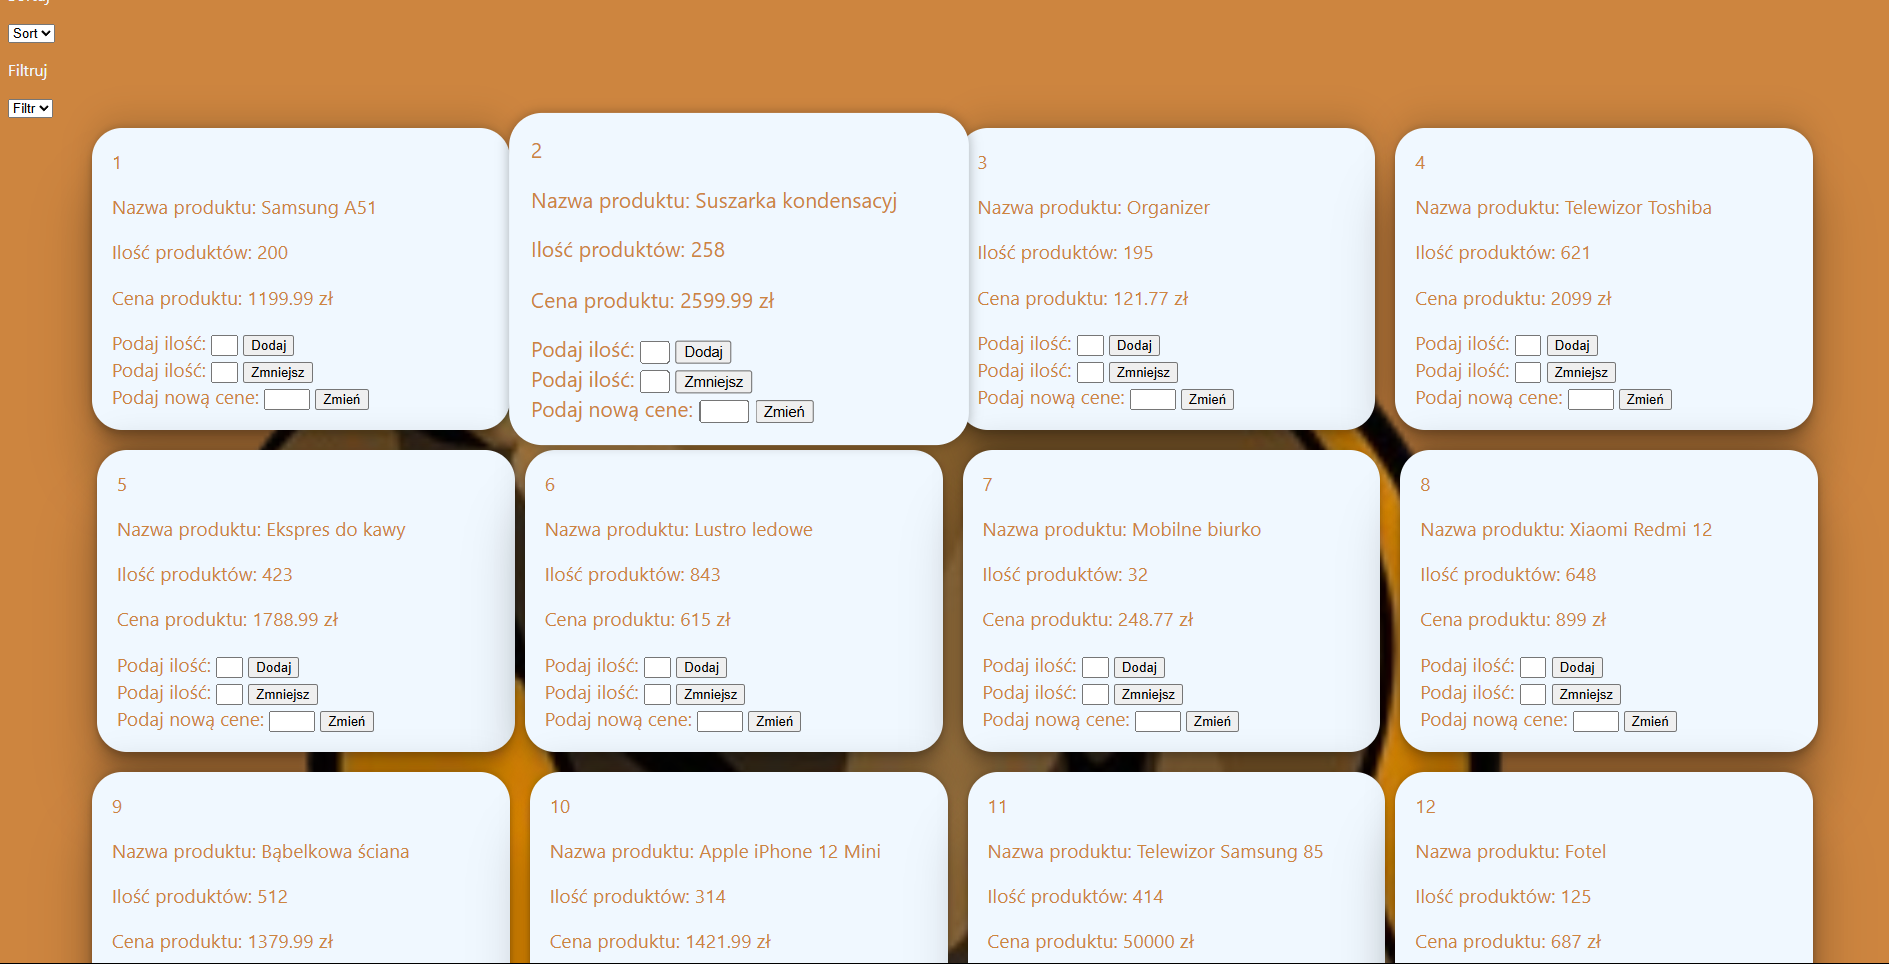 Sortuj
Sort
Filtruj
Filtr
1
Nazwa produktu: Samsung A51
Ilość produktów: 200
Cena produktu: 1199.99 zł
Podaj ilość: Dodaj
Podaj ilość: Zmniejsz
Podaj nową cene: Zmień
2
Nazwa produktu: Suszarka kondensacyj
Ilość produktów: 258
Cena produktu: 2599.99 zł
Podaj ilość: Dodaj
Podaj ilość: Zmniejsz
Podaj nową cene: Zmień
3
Nazwa produktu: Organizer
Ilość produktów: 195
Cena produktu: 121.77 zł
Podaj ilość: Dodaj
Podaj ilość: Zmniejsz
Podaj nową cene: Zmień
4
Nazwa produktu: Telewizor Toshiba
Ilość produktów: 621
Cena produktu: 2099 zł
Podaj ilość: Dodaj
Podaj ilość: Zmniejsz
Podaj nową cene: Zmień
5
Nazwa produktu: Ekspres do kawy
Ilość produktów: 423
Cena produktu: 1788.99 zł
Podaj ilość: Dodaj
Podaj ilość: Zmniejsz
Podaj nową cene: Zmień
6
Nazwa produktu: Lustro ledowe
Ilość produktów: 843
Cena produktu: 615 zł
Podaj ilość: Dodaj
Podaj ilość: Zmniejsz
Podaj nową cene: Zmień
7
Nazwa produktu: Mobilne biurko
Ilość produktów: 32
Cena produktu: 248.77 zł
Podaj ilość: Dodaj
Podaj ilość: Zmniejsz
Podaj nową cene: Zmień
8
Nazwa produktu: Xiaomi Redmi 12
Ilość produktów: 648
Cena produktu: 899 zł
Podaj ilość: Dodaj
Podaj ilość: Zmniejsz
Podaj nową cene: Zmień
9
Nazwa produktu: Bąbelkowa ściana
Ilość produktów: 512
Cena produktu: 1379.99 zł
10
Nazwa produktu: Apple iPhone 12 Mini
Ilość produktów: 314
Cena produktu: 1421.99 zł
11
Nazwa produktu: Telewizor Samsung 85
Ilość produktów: 414
Cena produktu: 50000 zł
12
Nazwa produktu: Fotel
Ilość produktów: 125
Cena produktu: 687 zł